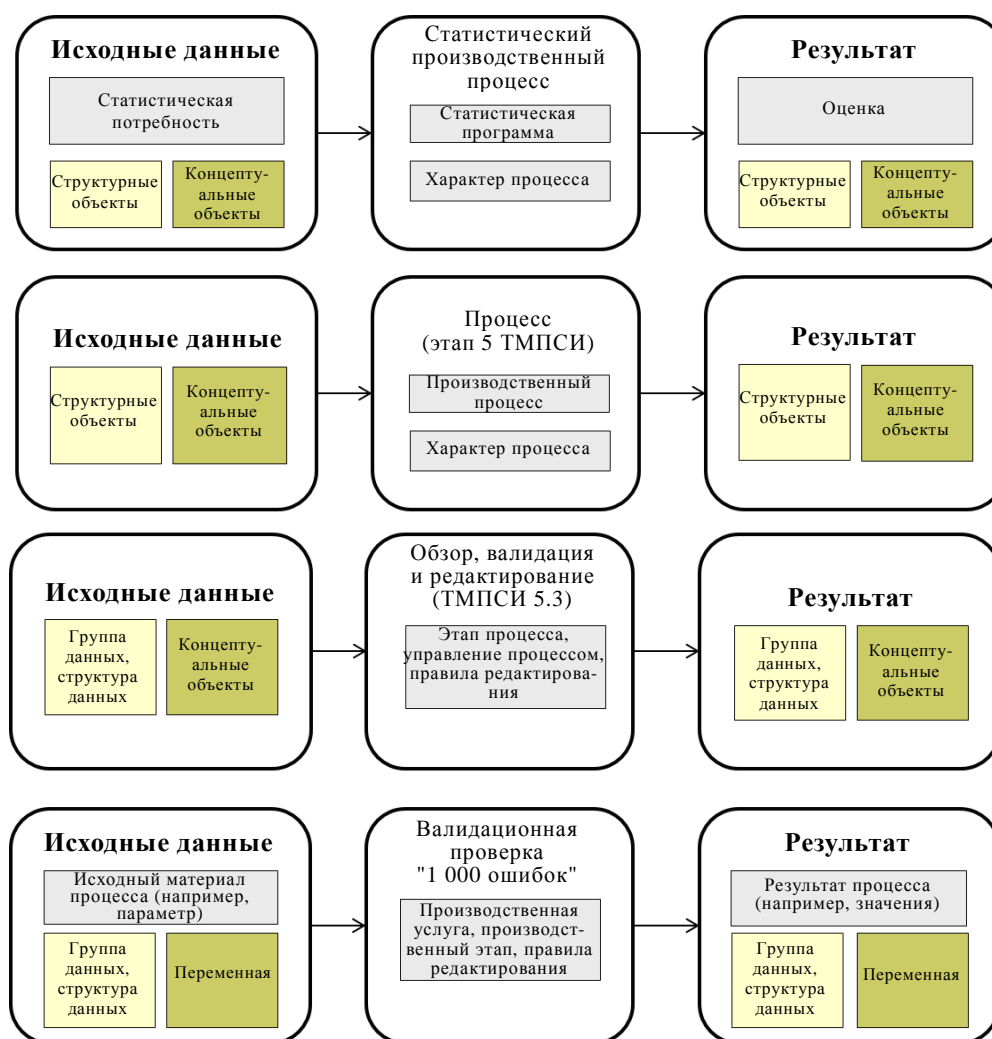 Исходные данные
Статистическая
потребность
Структурные
объекты
Концепту-
альные
объекты
Статистический
производственный
процесс
Статистическая
программа
Характер процесса
Результат
Оценка
Структурные
объекты
Концепту-
альные
объекты
Исходные данные
Структурные
объекты
Концепту-
альные
объекты
Процесс
(этап 5 ТМПСИ)
Производственный
процесс
Характер процесса
Результат
Структурные
объекты
Концепту-
альные
объекты
Исходные данные
Группа
данных,
структура
данных
Концепту-
альные
объекты
Обзор, валидация
и редактирование
(ТМПСИ 5.3)
Этап процесса,
управление процессом,
правила редактирова-
ния
Результат
Группа
данных,
структура
данных
Концепту-
альные
объекты
Исходные данные
Исходный материал
процесса (например,
параметр)
Группа
данных,
структура
данных
Переменная
Валидационная
проверка
"1 000 ошибок"
Производственная
услуга, производст-
венный этап, правила
редактирования
Результат
Результат процесса
(например, значения)
Группа
данных,
структура
данных
Переменная